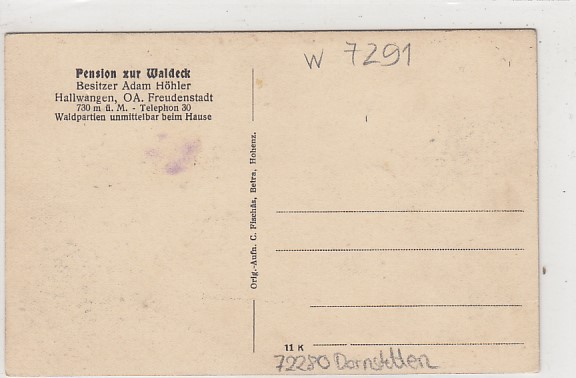 W 7291
Pension zur Waldeck
Besitzer Adam Höhler
Hallwangen, OA. Freudenstadt
730 m ü. M. - Telephon 30
Waldpartien unmittelbar beim Hause
Orig.-Aufn. C. Fischäs, Betra, Hohenz.
11 K
72280 Dornstetten